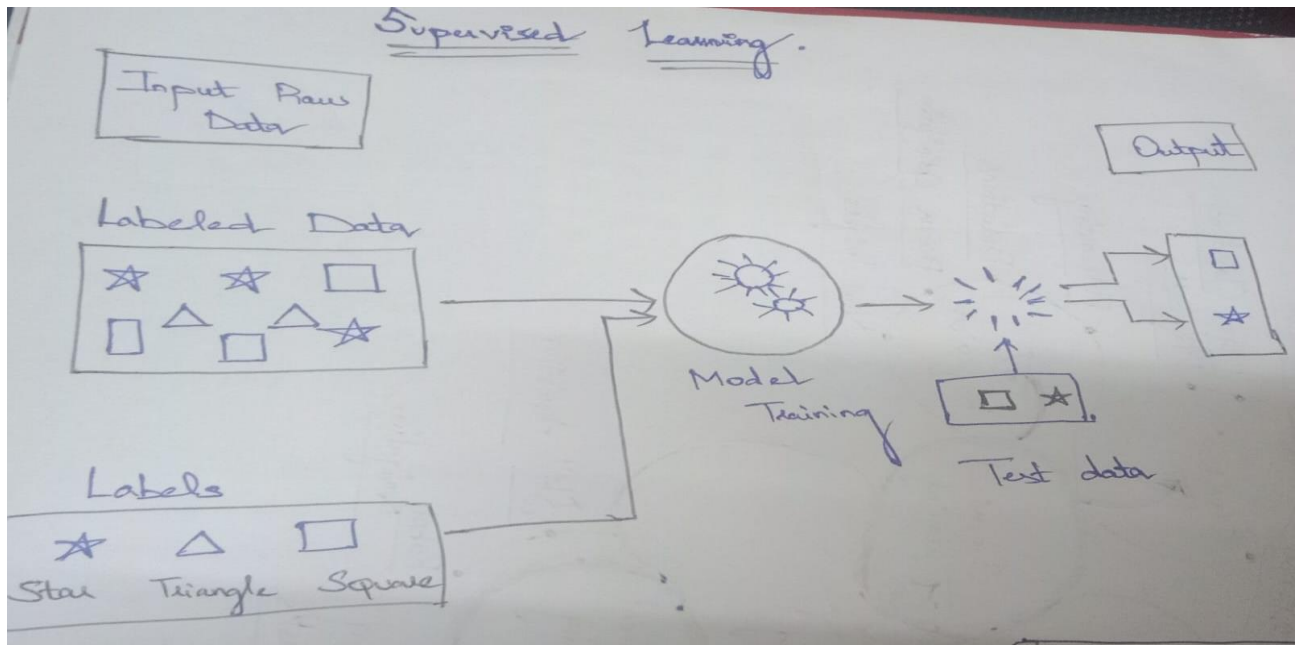 Supervised Learning.
Input Raw
Data
Output
Labeled Data
Model
Training
Test data
Labels
Star Triangle Square